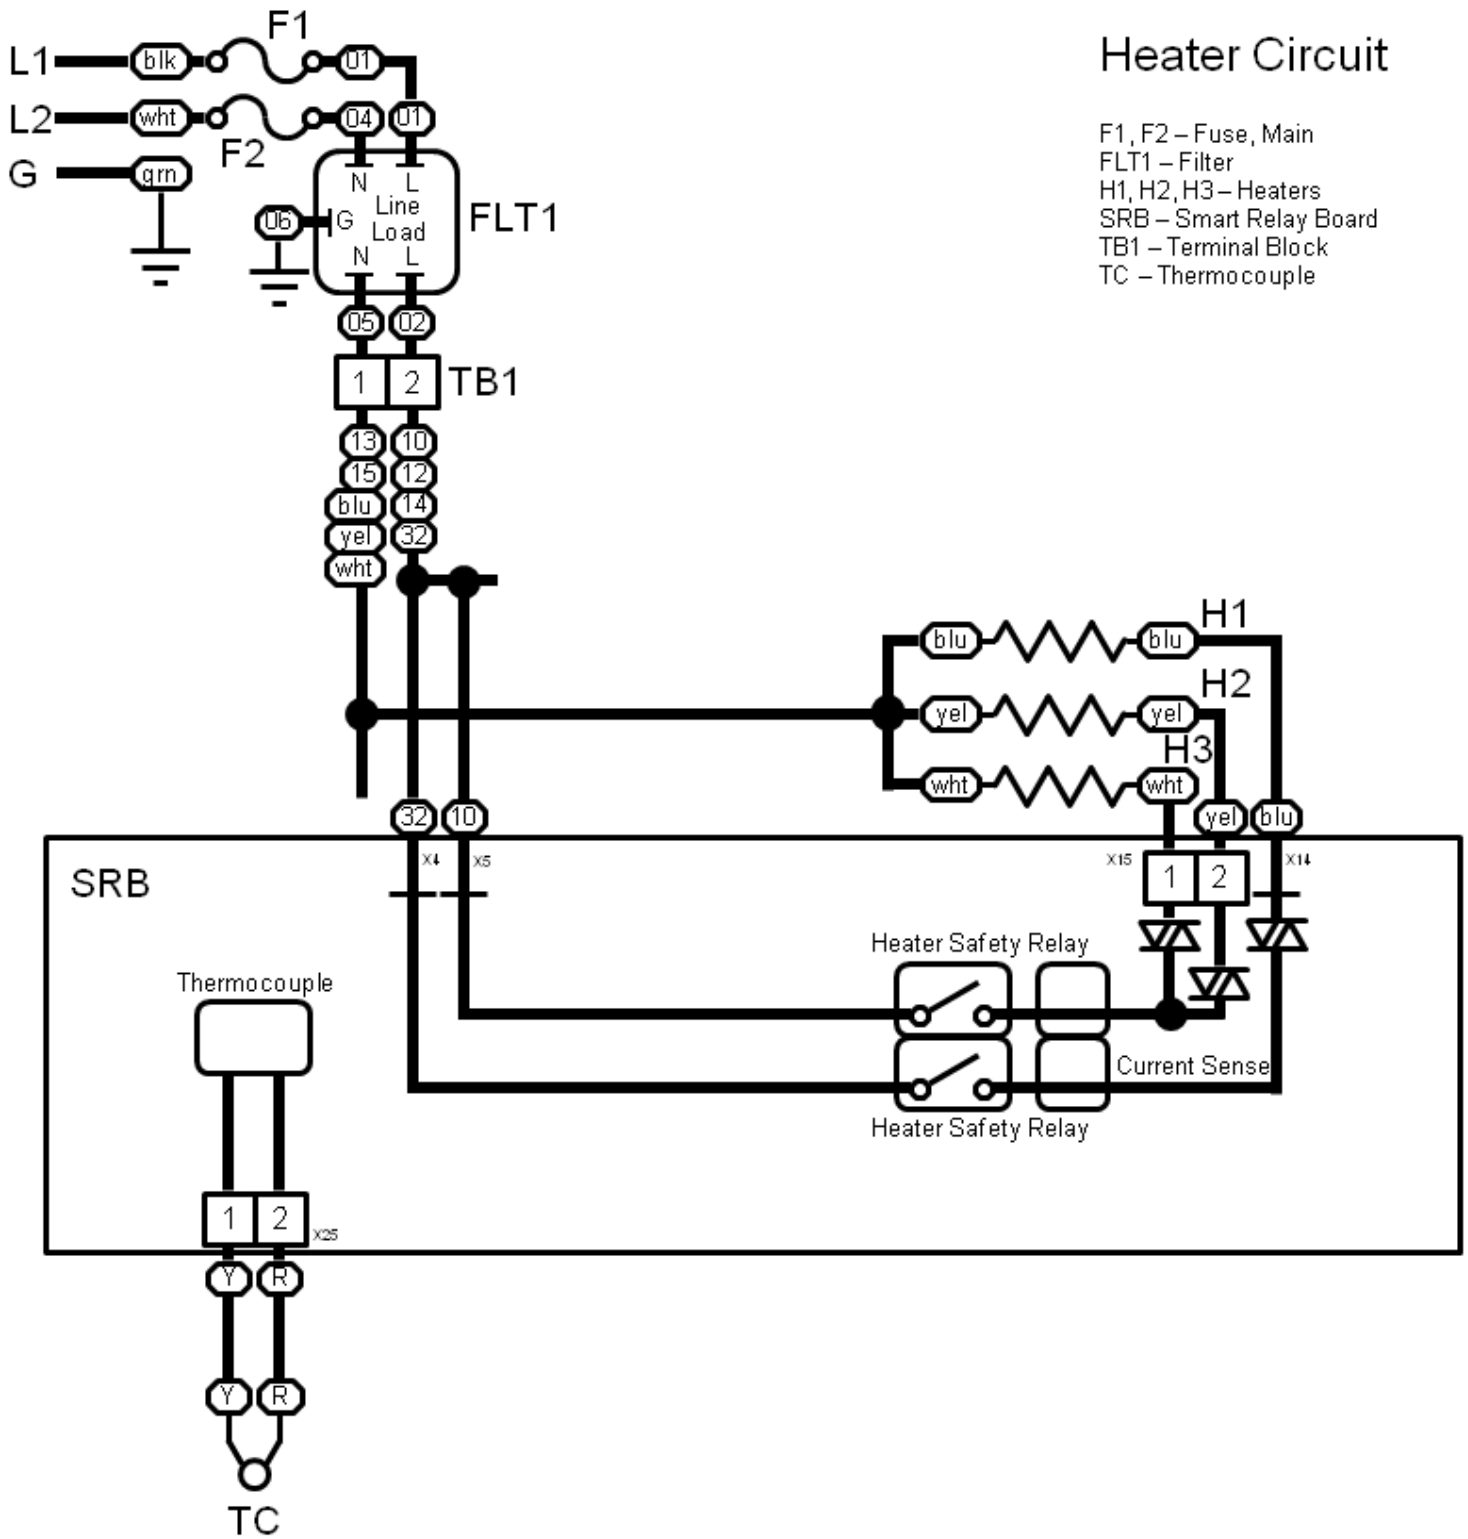 F1
L1 blk 01
Heater Circuit
L2 wht 04 01
F2
F1, F2 – Fuse, Main
FLT1 – Filter
H1, H2, H3 – Heaters
SRB – Smart Relay Board
TB1 – Terminal Block
TC – Thermocouple
G grn
N L
Line
06 G FLT1
Load
N L
05 02
1 2 TB1
13 10
15 12
blu 14
yel 32
wht
H1
blu blu
H2
yel yel
H3
wht wht
32 10 yel blu
X4 X5 X15 X14
SRB 1 2
Heater Safety Relay
Thermocouple
Current Sense
Heater Safety Relay
1 2 X25
Y R
Y R
TC